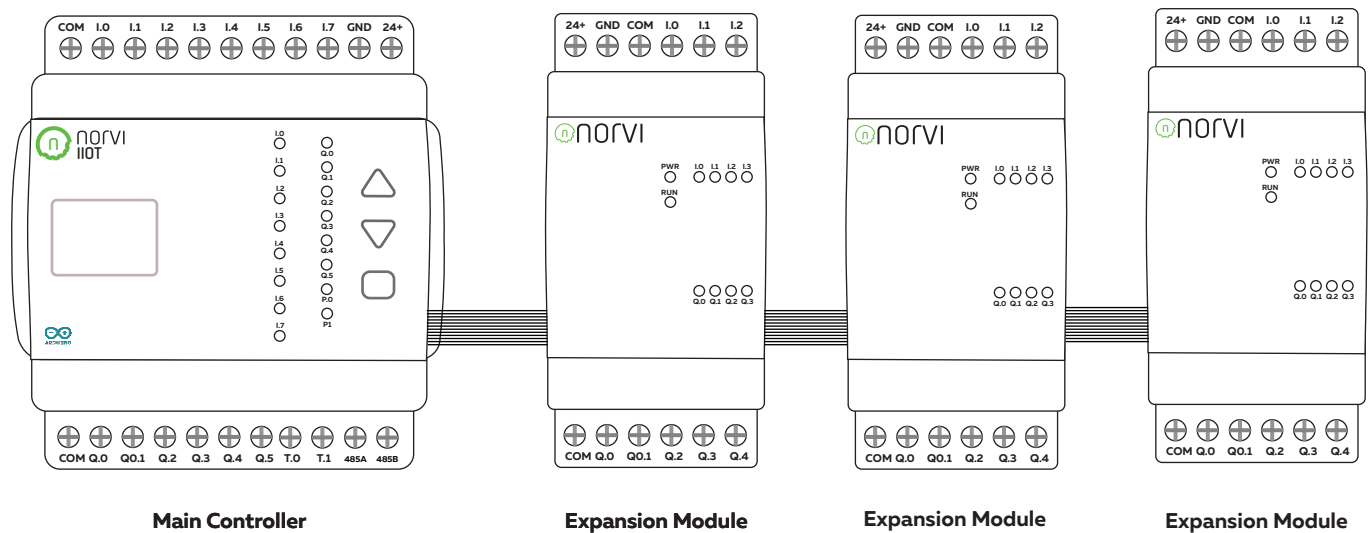 COM I.0 I.1 I.2 I.3 I.4 I.5 I.6 I.7 GND 24+
norvi
IIOT
I.0
I.1
I.2
I.3
I.4
I.5
I.6
I.7
Q.0
Q.1
Q.2
Q.3
Q.4
Q.5
P.0
P1
ARDUINO
COM Q.0 Q0.1 Q.2 Q.3 Q.4 Q.5 T.0 T.1 485A 485B
Main Controller
24+ GND COM I.0 I.1 I.2
n norvi
PWR I.0 I.1 I.2 I.3
RUN
Q.0 Q.1 Q.2 Q.3
COM Q.0 Q0.1 Q.2 Q.3 Q.4
Expansion Module
24+ GND COM I.0 I.1 I.2
n norvi
PWR I.0 I.1 I.2 I.3
RUN
Q.0 Q.1 Q.2 Q.3
COM Q.0 Q0.1 Q.2 Q.3 Q.4
Expansion Module
24+ GND COM I.0 I.1 I.2
n norvi
PWR I.0 I.1 I.2 I.3
RUN
Q.0 Q.1 Q.2 Q.3
COM Q.0 Q0.1 Q.2 Q.3 Q.4
Expansion Module